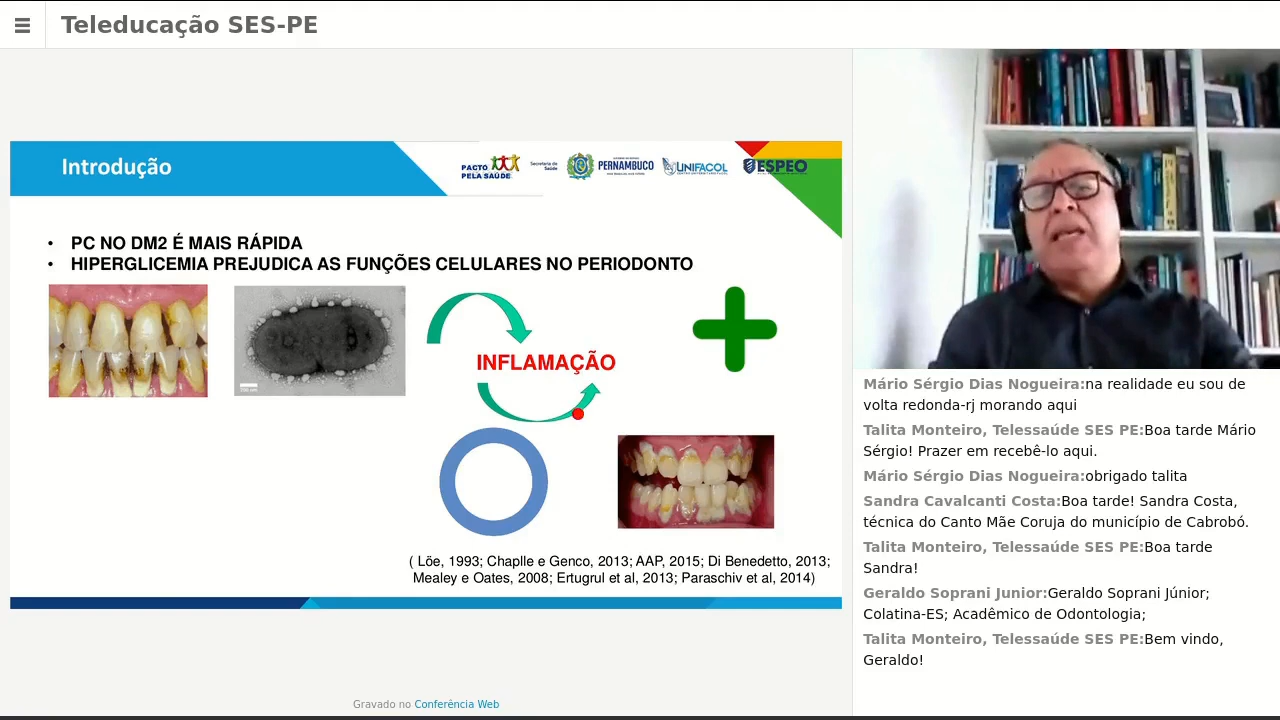 Teleducação SES-PE
Introdução
PACTO
PELA SAÚDE
Secretaria de
Saúde
PERNAMBUCO
UNIFACOL
ESPEO
• PC NO DM2 É MAIS RÁPIDA
• HIPERGLICEMIA PREJUDICA AS FUNÇÕES CELULARES NO PERIODONTO
INFLAMAÇÃO
( Löe, 1993; Chaplle e Genco, 2013; AAP, 2015; Di Benedetto, 2013;
Mealey e Oates, 2008; Ertugrul et al, 2013; Paraschiv et al, 2014)
Gravado no Conferência Web
Mário Sérgio Dias Nogueira:na realidade eu sou de
volta redonda-rj morando aqui
Talita Monteiro, Telessaúde SES PE:Boa tarde Mário
Sérgio! Prazer em recebê-lo aqui.
Mário Sérgio Dias Nogueira:obrigado talita
Sandra Cavalcanti Costa:Boa tarde! Sandra Costa,
técnica do Canto Mãe Coruja do município de Cabrobó.
Talita Monteiro, Telessaúde SES PE:Boa tarde
Sandra!
Geraldo Soprani Junior:Geraldo Soprani Júnior;
Colatina-ES; Acadêmico de Odontologia;
Talita Monteiro, Telessaúde SES PE:Bem vindo,
Geraldo!